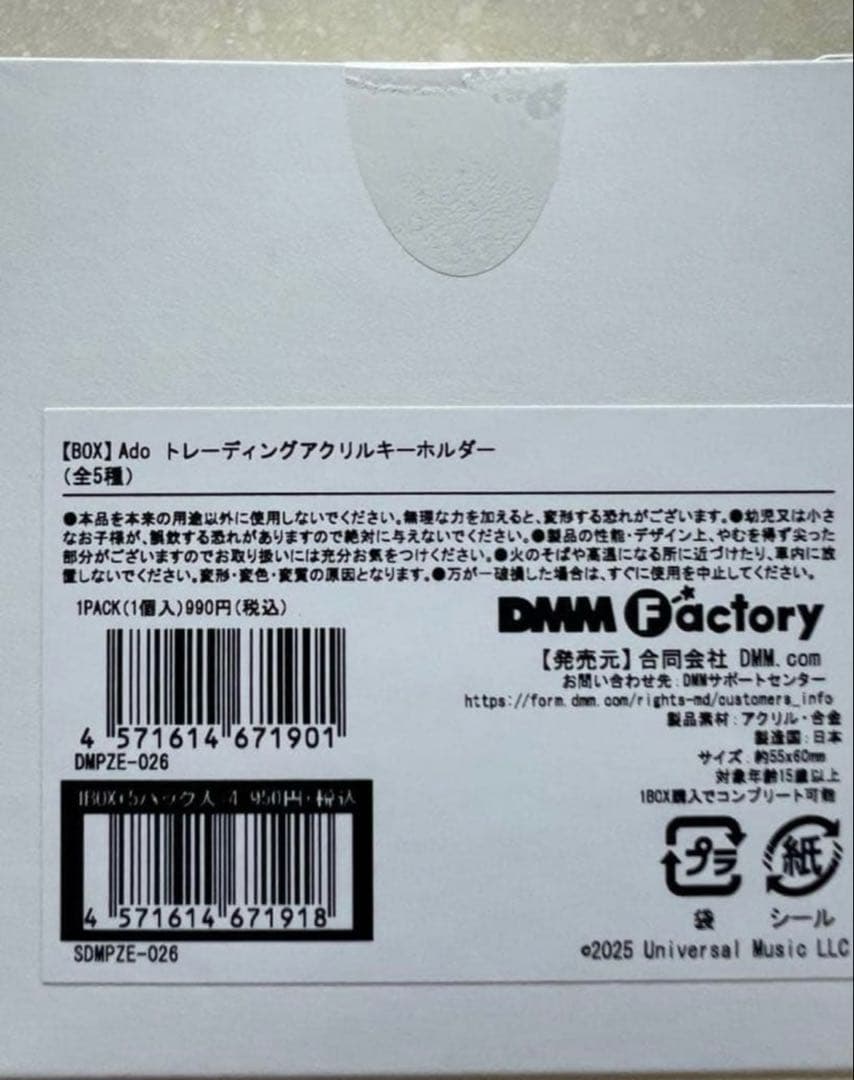 【BOX】Ado トレーディングアクリルキーホルダー
(全5種)
●本品を本来の用途以外に使用しないでください。無理な力を加えると、変形する恐れがございます。●幼児又は小さ
なお子様が、誤飲する恐れがありますので絶対に与えないでください。●製品の性能・デザイン上、やむを得ず尖った
部分がございますのでお取り扱いには充分お気をつけください。●火のそばや高温になる所に近づけたり、車内に放
置しないでください。変形・変色・変質の原因となります。●万が一破損した場合は、すぐに使用を中止してください。
1PACK(1個入)990円(税込)
4 571614 671901
DMPZE-026
1BOX(5パック入)4,950円(税込)
4 571614 671918
SDMPZE-026
DMM Factory
【発売元】合同会社 DMM.com
お問い合わせ先:DMMサポートセンター
https://form.dmm.com/rights-md/customers_info
製品素材:アクリル・合金
製造国:日本
サイズ:約55x60mm
対象年齢15歳以上
1BOX購入でコンプリート可能
プラ
紙
袋
シール
©2025 Universal Music LLC